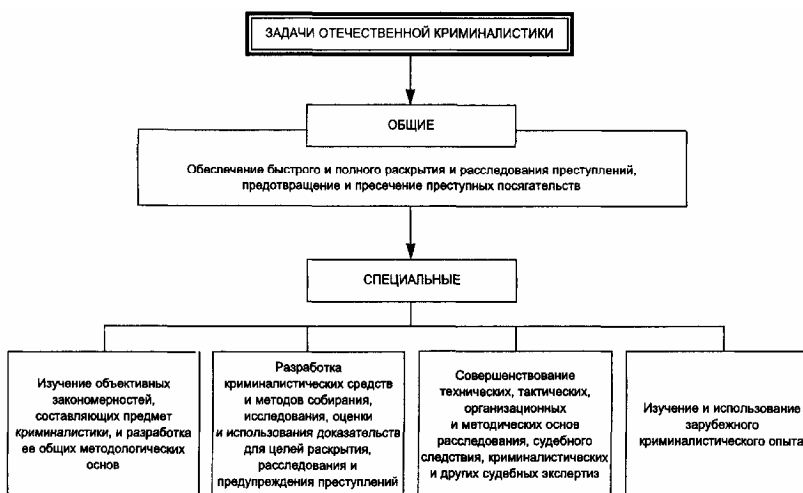 ЗАДАЧИ ОТЕЧЕСТВЕННОЙ КРИМИНАЛИСТИКИ
ОБЩИЕ
Обеспечение быстрого и полного раскрытия и расследования преступлений,
предотвращение и пресечение преступных посягательств
СПЕЦИАЛЬНЫЕ
Изучение объективных
закономерностей,
составляющих предмет
криминалистики, и разработка
ее общих методологических
основ
Разработка
криминалистических средств
и методов собирания,
исследования, оценки
и использования доказательств
для целей раскрытия,
расследования и
предупреждения преступлений
Совершенствование
технических, тактических,
организационных
и методических основ
расследования, судебного
следствия, криминалистических
и других судебных экспертиз
Изучение и использование
зарубежного
криминалистического опыта